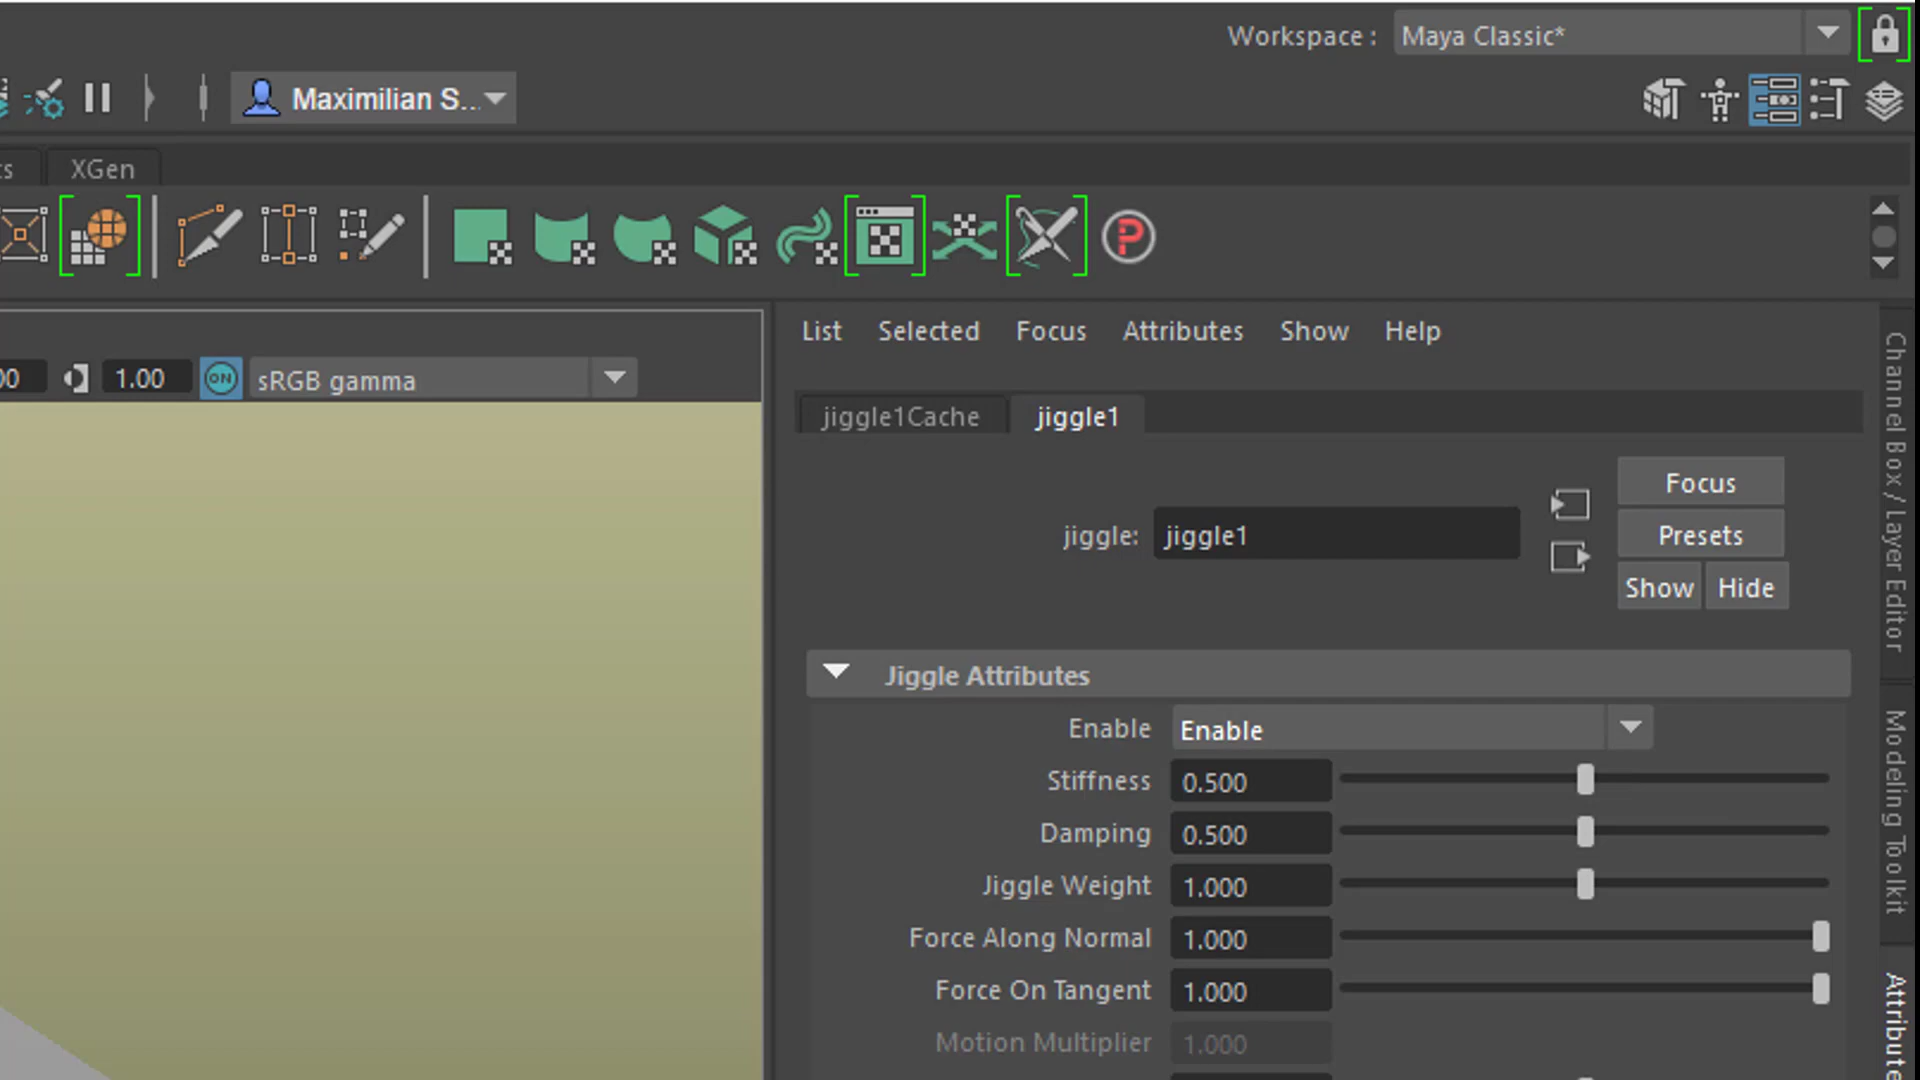 Workspace :
Maya Classic*
Maximilian S...
XGen
List Selected Focus Attributes Show Help
1.00
ON
sRGB gamma
jiggle1Cache
jiggle1
Focus
jiggle:
jiggle1
Presets
Show
Hide
Jiggle Attributes
Enable
Enable
Stiffness
0.500
Damping
0.500
Jiggle Weight
1.000
Force Along Normal
1.000
Force On Tangent
1.000
Motion Multiplier
1.000
Channel Box / Layer Editor
Modeling Toolkit